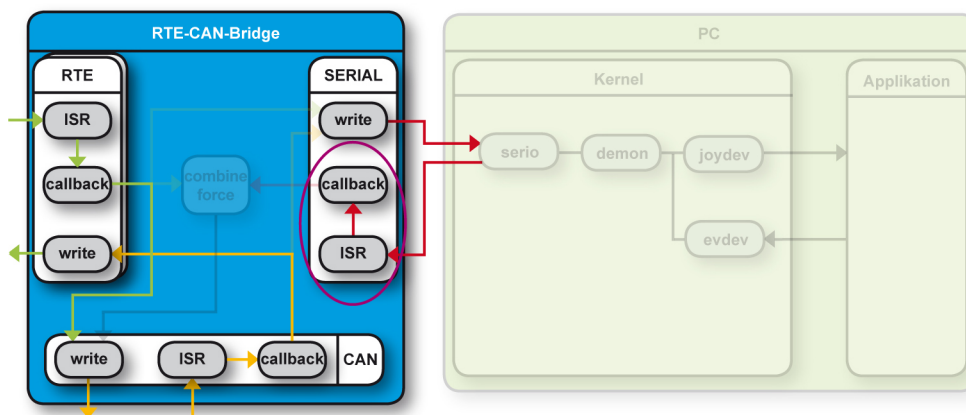 RTE-CAN-Bridge
PC
RTE
SERIAL
Kernel
Applikation
ISR
write
callback
callback
combine
force
serio
demon
joydev
write
ISR
evdev
write
ISR
callback
CAN